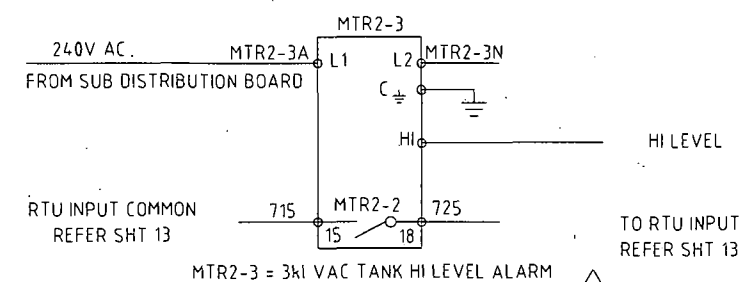 MTR2-3
240V AC. MTR2-3A L1 L2 MTR2-3N
FROM SUB DISTRIBUTION BOARD
C
HI
HI LEVEL
RTU INPUT COMMON 715 MTR2-2 725
REFER SHT 13 15 18
TO RTU INPUT
REFER SHT 13
MTR2-3 = 3kl VAC TANK HI LEVEL ALARM